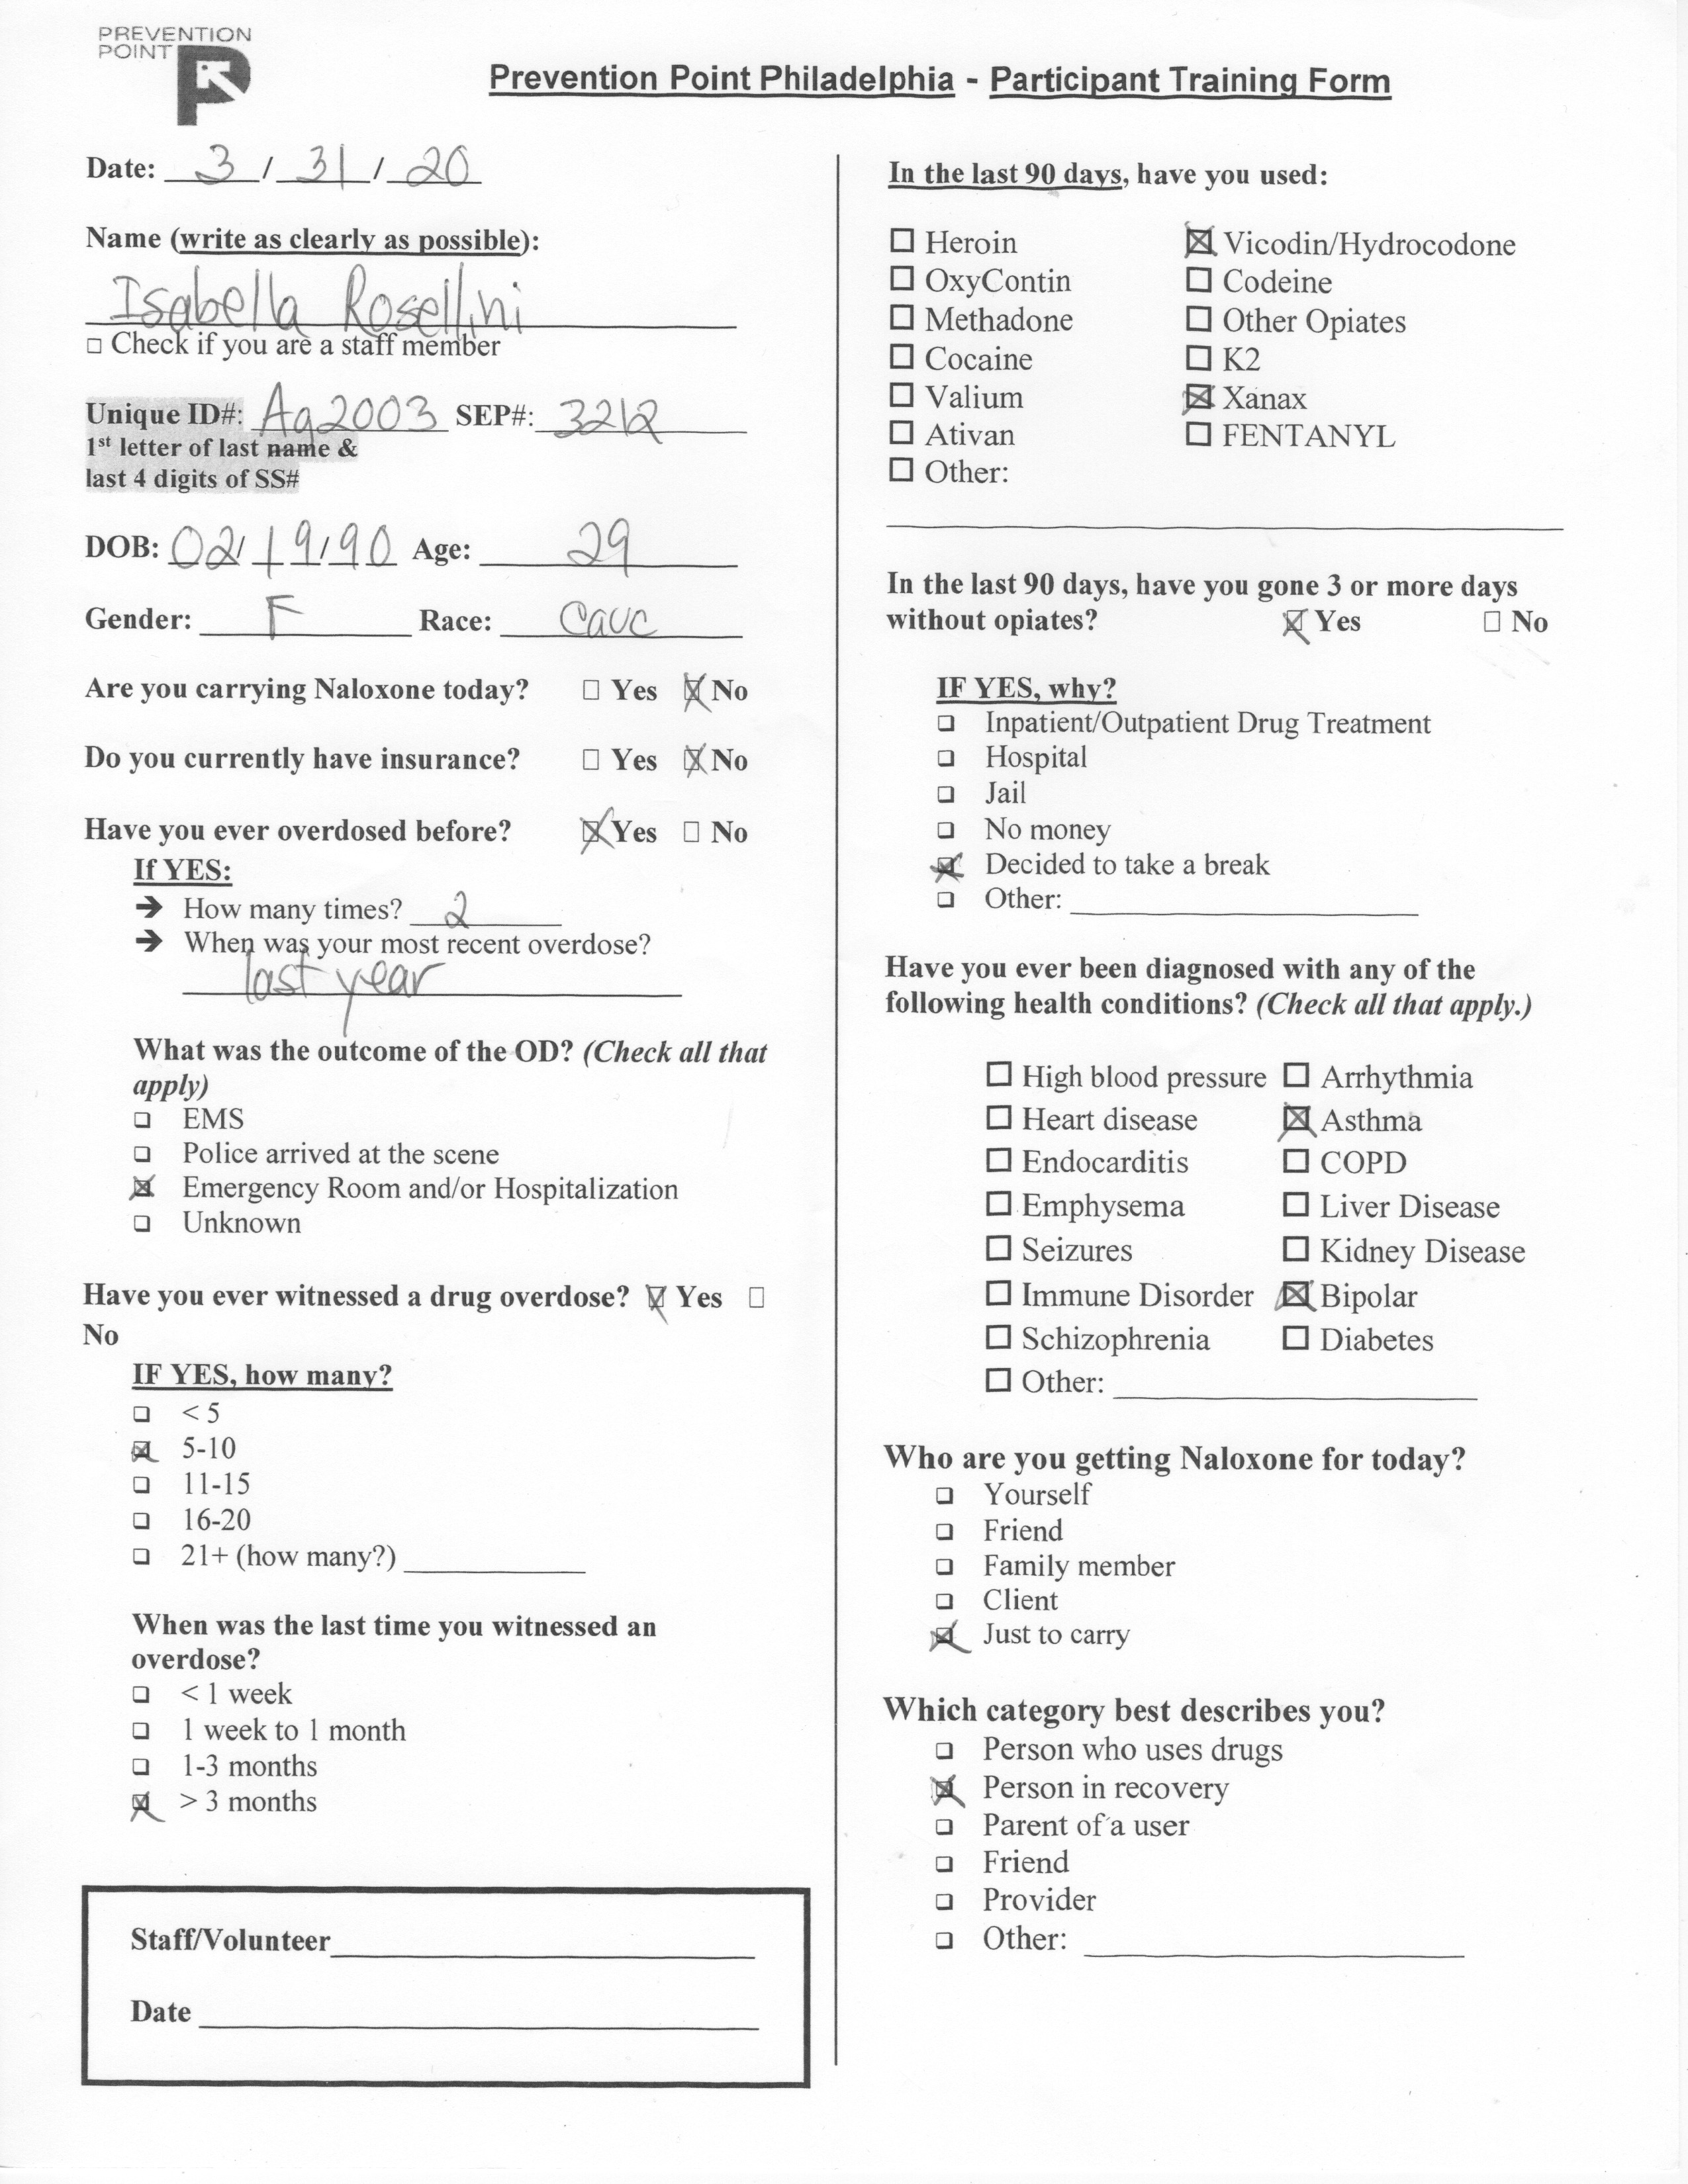 PREVENTION
POINT
Prevention Point Philadelphia - Participant Training Form
Date: 3 / 31 / 20
Name (write as clearly as possible):
Isabella Rosellini
Check if you are a staff member
Unique ID#: Ag2003 SEP#: 3212
1st letter of last name &
last 4 digits of SS#
DOB: 02/19/90 Age: 29
Gender: F Race: Cauc
Are you carrying Naloxone today? Yes No
Do you currently have insurance? Yes No
Have you ever overdosed before? Yes No
If YES:
How many times? 2
When was your most recent overdose?
last year
What was the outcome of the OD? (Check all that
apply)
EMS
Police arrived at the scene
Emergency Room and/or Hospitalization
Unknown
Have you ever witnessed a drug overdose? Yes
No
IF YES, how many?
< 5
5-10
11-15
16-20
21+ (how many?)
When was the last time you witnessed an
overdose?
< 1 week
1 week to 1 month
1-3 months
> 3 months
Staff/Volunteer
Date
In the last 90 days, have you used:
Heroin Vicodin/Hydrocodone
OxyContin Codeine
Methadone Other Opiates
Cocaine K2
Valium Xanax
Ativan FENTANYL
Other:
In the last 90 days, have you gone 3 or more days
without opiates? Yes No
IF YES, why?
Inpatient/Outpatient Drug Treatment
Hospital
Jail
No money
Decided to take a break
Other:
Have you ever been diagnosed with any of the
following health conditions? (Check all that apply.)
High blood pressure Arrhythmia
Heart disease Asthma
Endocarditis COPD
Emphysema Liver Disease
Seizures Kidney Disease
Immune Disorder Bipolar
Schizophrenia Diabetes
Other:
Who are you getting Naloxone for today?
Yourself
Friend
Family member
Client
Just to carry
Which category best describes you?
Person who uses drugs
Person in recovery
Parent of a user
Friend
Provider
Other: